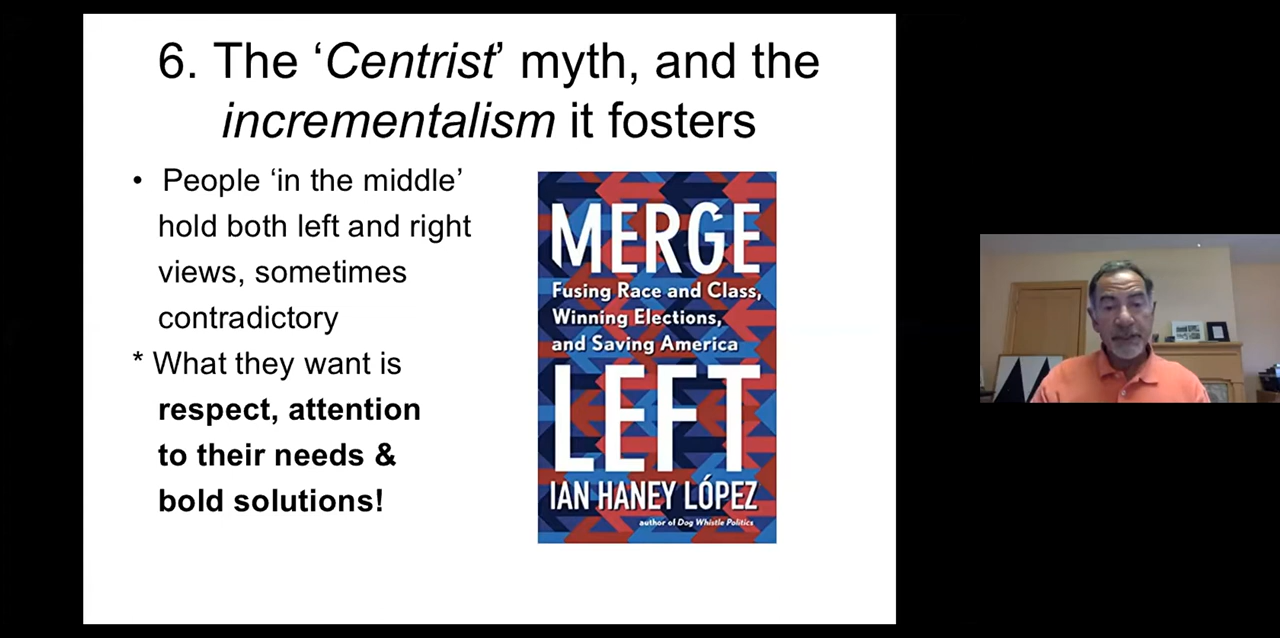 6. The ‘Centrist’ myth, and the
incrementalism it fosters
• People ‘in the middle’
hold both left and right
views, sometimes
contradictory
* What they want is
respect, attention
to their needs &
bold solutions!
MERGE
Fusing Race and Class,
Winning Elections,
and Saving America
LEFT
IAN HANEY LÓPEZ
author of Dog Whistle Politics